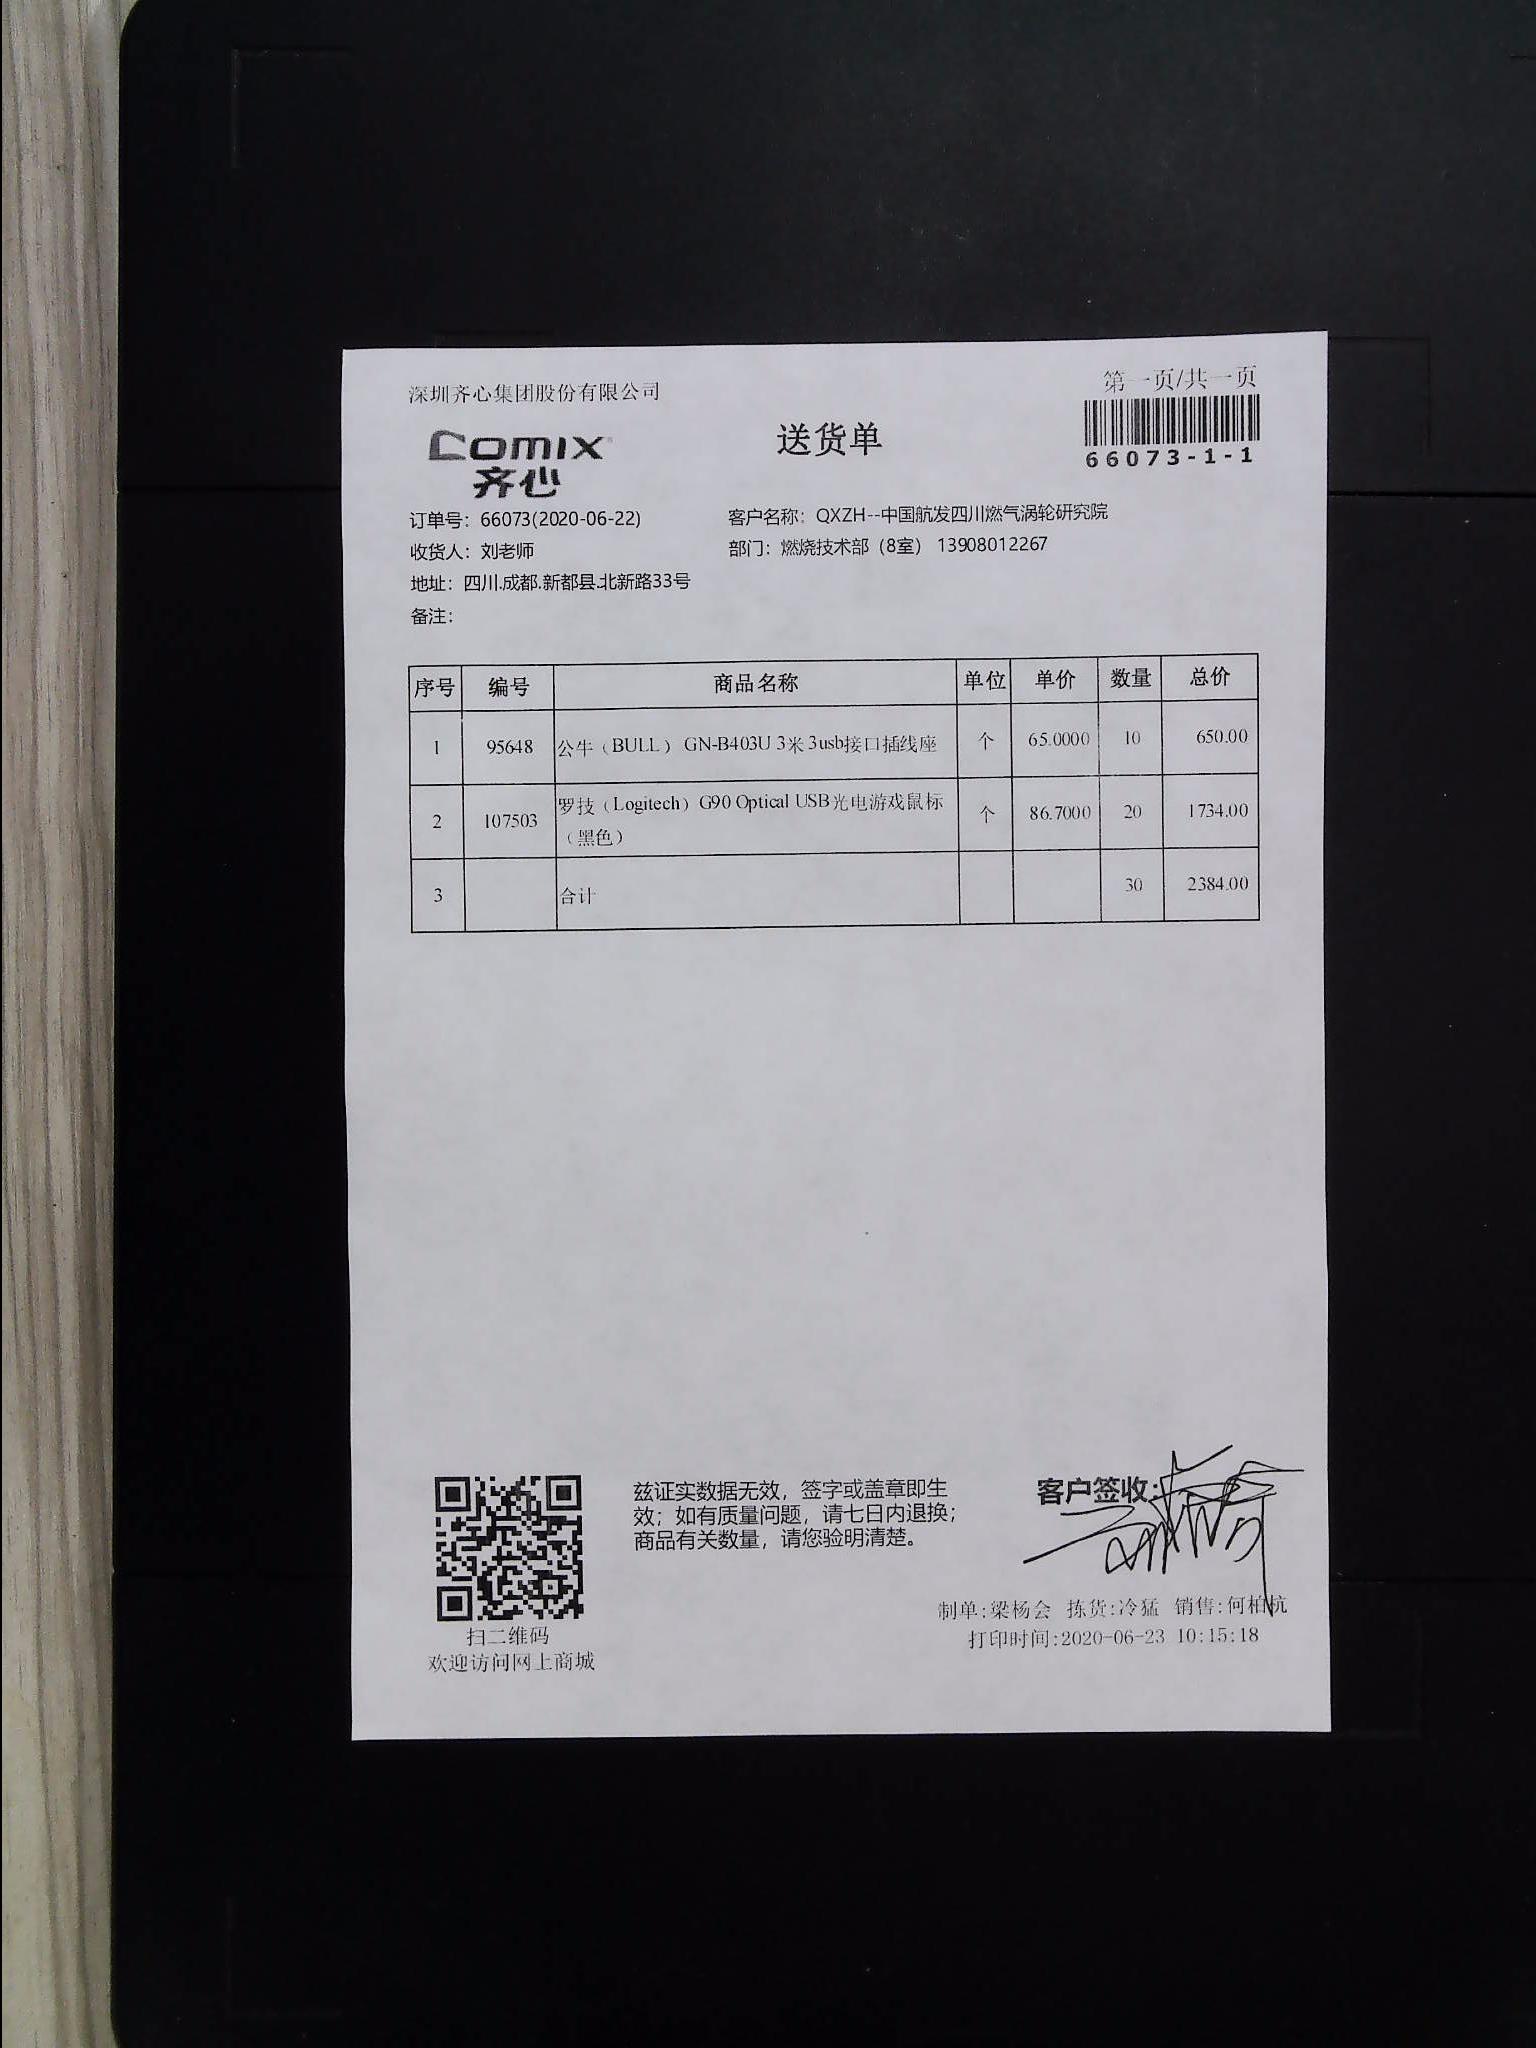 深圳齐心集团股份有限公司
第一页/共一页
Comix
齐心
送货单
66073-1-1
订单号：66073(2020-06-22)
客户名称：QXZH--中国航发四川燃气涡轮研究院
收货人：刘老师
部门：燃烧技术部（8室） 13908012267
地址：四川.成都.新都县.北新路33号
备注：
序号 编号 商品名称 单位 单价 数量 总价
1 95648 公牛（BULL）GN-B403U 3米 3usb接口插线座 个 65.0000 10 650.00
2 107503 罗技（Logitech）G90 Optical USB光电游戏鼠标（黑色） 个 86.7000 20 1734.00
3 合计 30 2384.00
兹证实数据无效，签字或盖章即生
效；如有质量问题，请七日内退换；
商品有关数量，请您验明清楚。
客户签收:
扫二维码
欢迎访问网上商城
制单:梁杨会 拣货:冷猛 销售:何柏杭
打印时间:2020-06-23 10:15:18